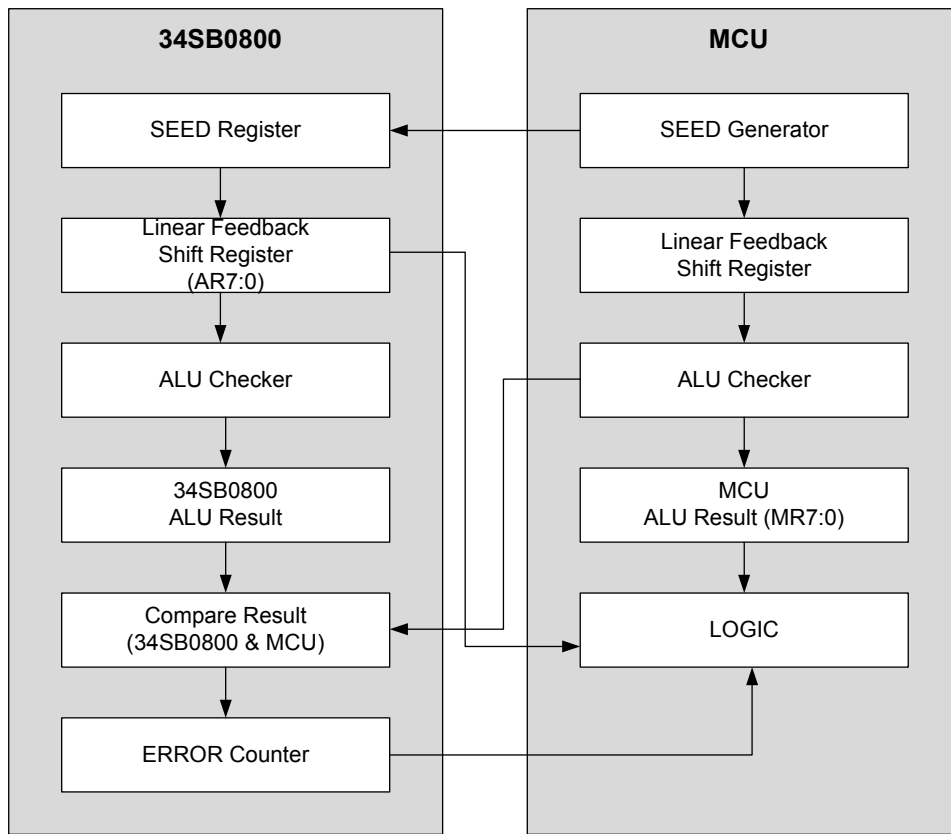 34SB0800
SEED Register
Linear Feedback
Shift Register
(AR7:0)
ALU Checker
34SB0800
ALU Result
Compare Result
(34SB0800 & MCU)
ERROR Counter
MCU
SEED Generator
Linear Feedback
Shift Register
ALU Checker
MCU
ALU Result (MR7:0)
LOGIC